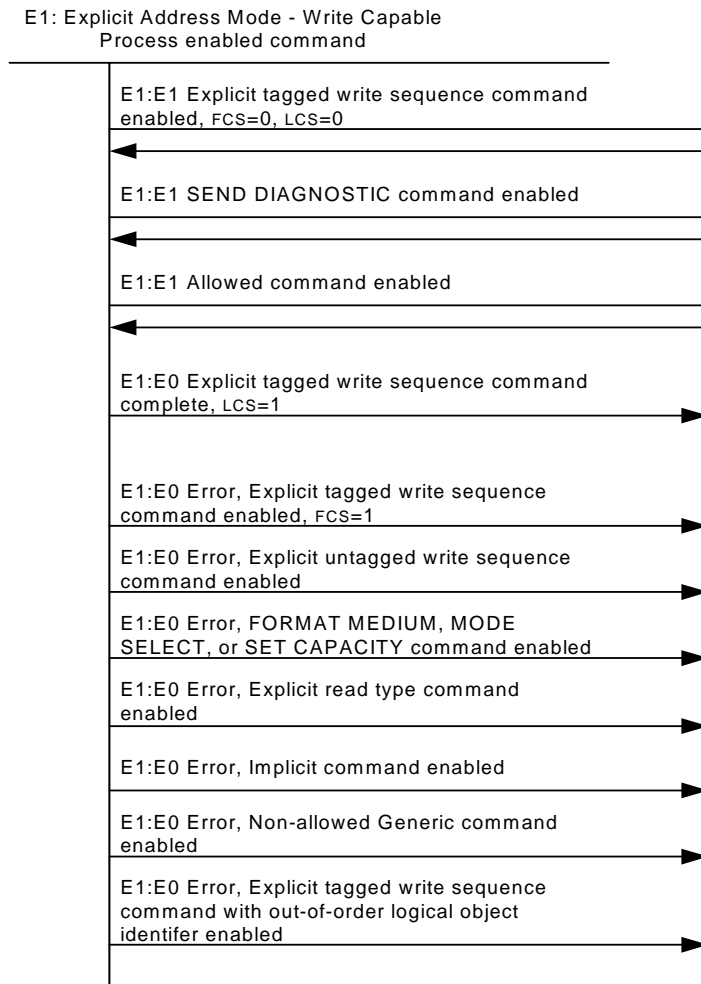 E1: Explicit Address Mode - Write Capable
Process enabled command
E1:E1 Explicit tagged write sequence command
enabled, FCS=0, LCS=0
E1:E1 SEND DIAGNOSTIC command enabled
E1:E1 Allowed command enabled
E1:E0 Explicit tagged write sequence command
complete, LCS=1
E1:E0 Error, Explicit tagged write sequence
command enabled, FCS=1
E1:E0 Error, Explicit untagged write sequence
command enabled
E1:E0 Error, FORMAT MEDIUM, MODE
SELECT, or SET CAPACITY command enabled
E1:E0 Error, Explicit read type command
enabled
E1:E0 Error, Implicit command enabled
E1:E0 Error, Non-allowed Generic command
enabled
E1:E0 Error, Explicit tagged write sequence
command with out-of-order logical object
identifer enabled